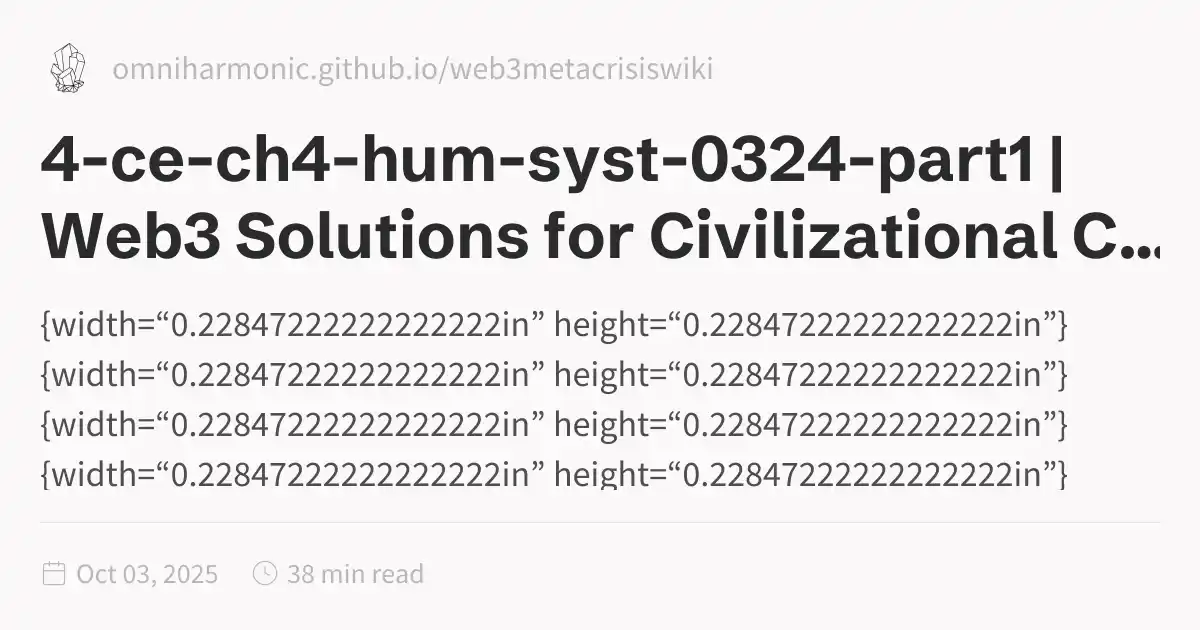 omniharmonic.github.io/web3metacrisiswiki
4-ce-ch4-hum-syst-0324-part1 |
Web3 Solutions for Civilizational C...
{width=“0.22847222222222222in” height=“0.22847222222222222in”}
{width=“0.22847222222222222in” height=“0.22847222222222222in”}
{width=“0.22847222222222222in” height=“0.22847222222222222in”}
{width=“0.22847222222222222in” height=“0.22847222222222222in”}
Oct 03, 2025 38 min read